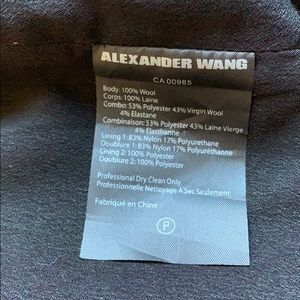 ALEXANDER WANG
CA 00985
Body: 100% Wool
Corps: 100% Laine
Combo: 53% Polyester 43% Virgin Wool
4% Elastane
Combinaison: 53% Polyester 43% Laine Vierge
4% Élasthanne
Lining 1: 83% Nylon 17% Polyurethane
Doublure 1: 83% Nylon 17% Polyuréthanne
Lining 2: 100% Polyester
Doublure 2: 100% Polyester
Professional Dry Clean Only
Professionnelle Nettoyage À Sec Seulement
Fabriqué en Chine :
P